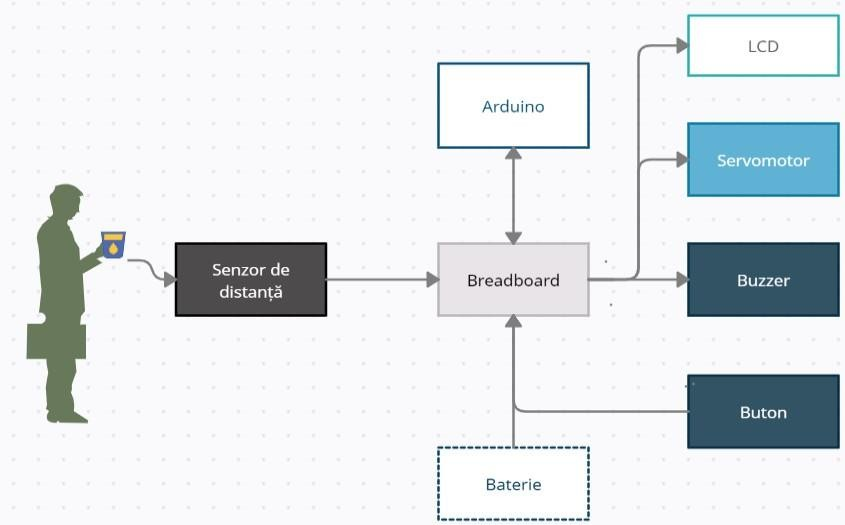 LCD
Arduino
Servomotor
Senzor de
distanță
Breadboard
Buzzer
Buton
Baterie